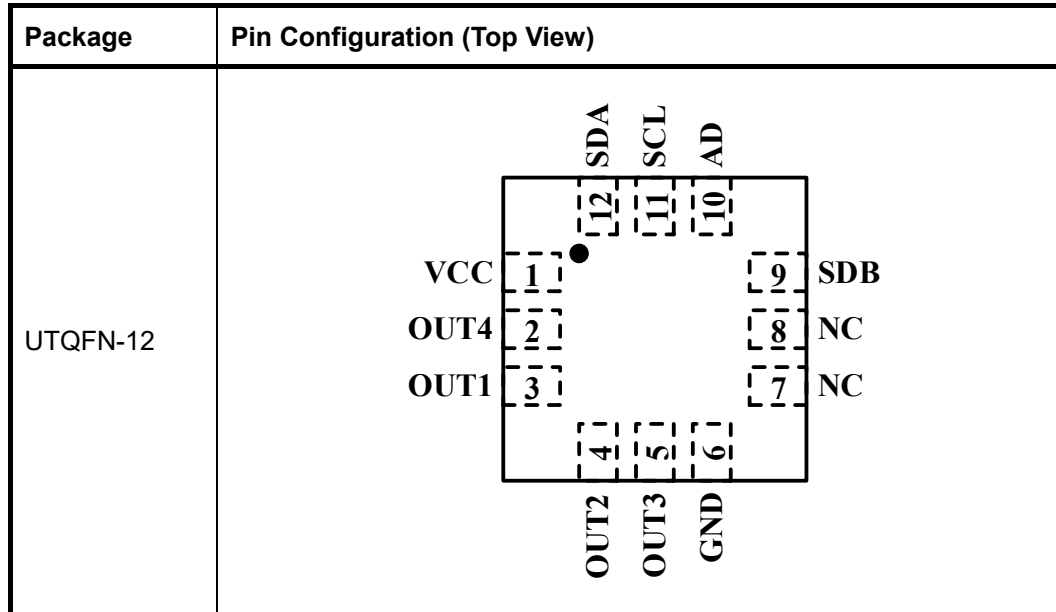 Package
Pin Configuration (Top View)
UTQFN-12
SDA
SCL
AD
12
11
10
VCC 1
9 SDB
OUT4 2
8 NC
OUT1 3
7 NC
4
5
6
OUT2
OUT3
GND